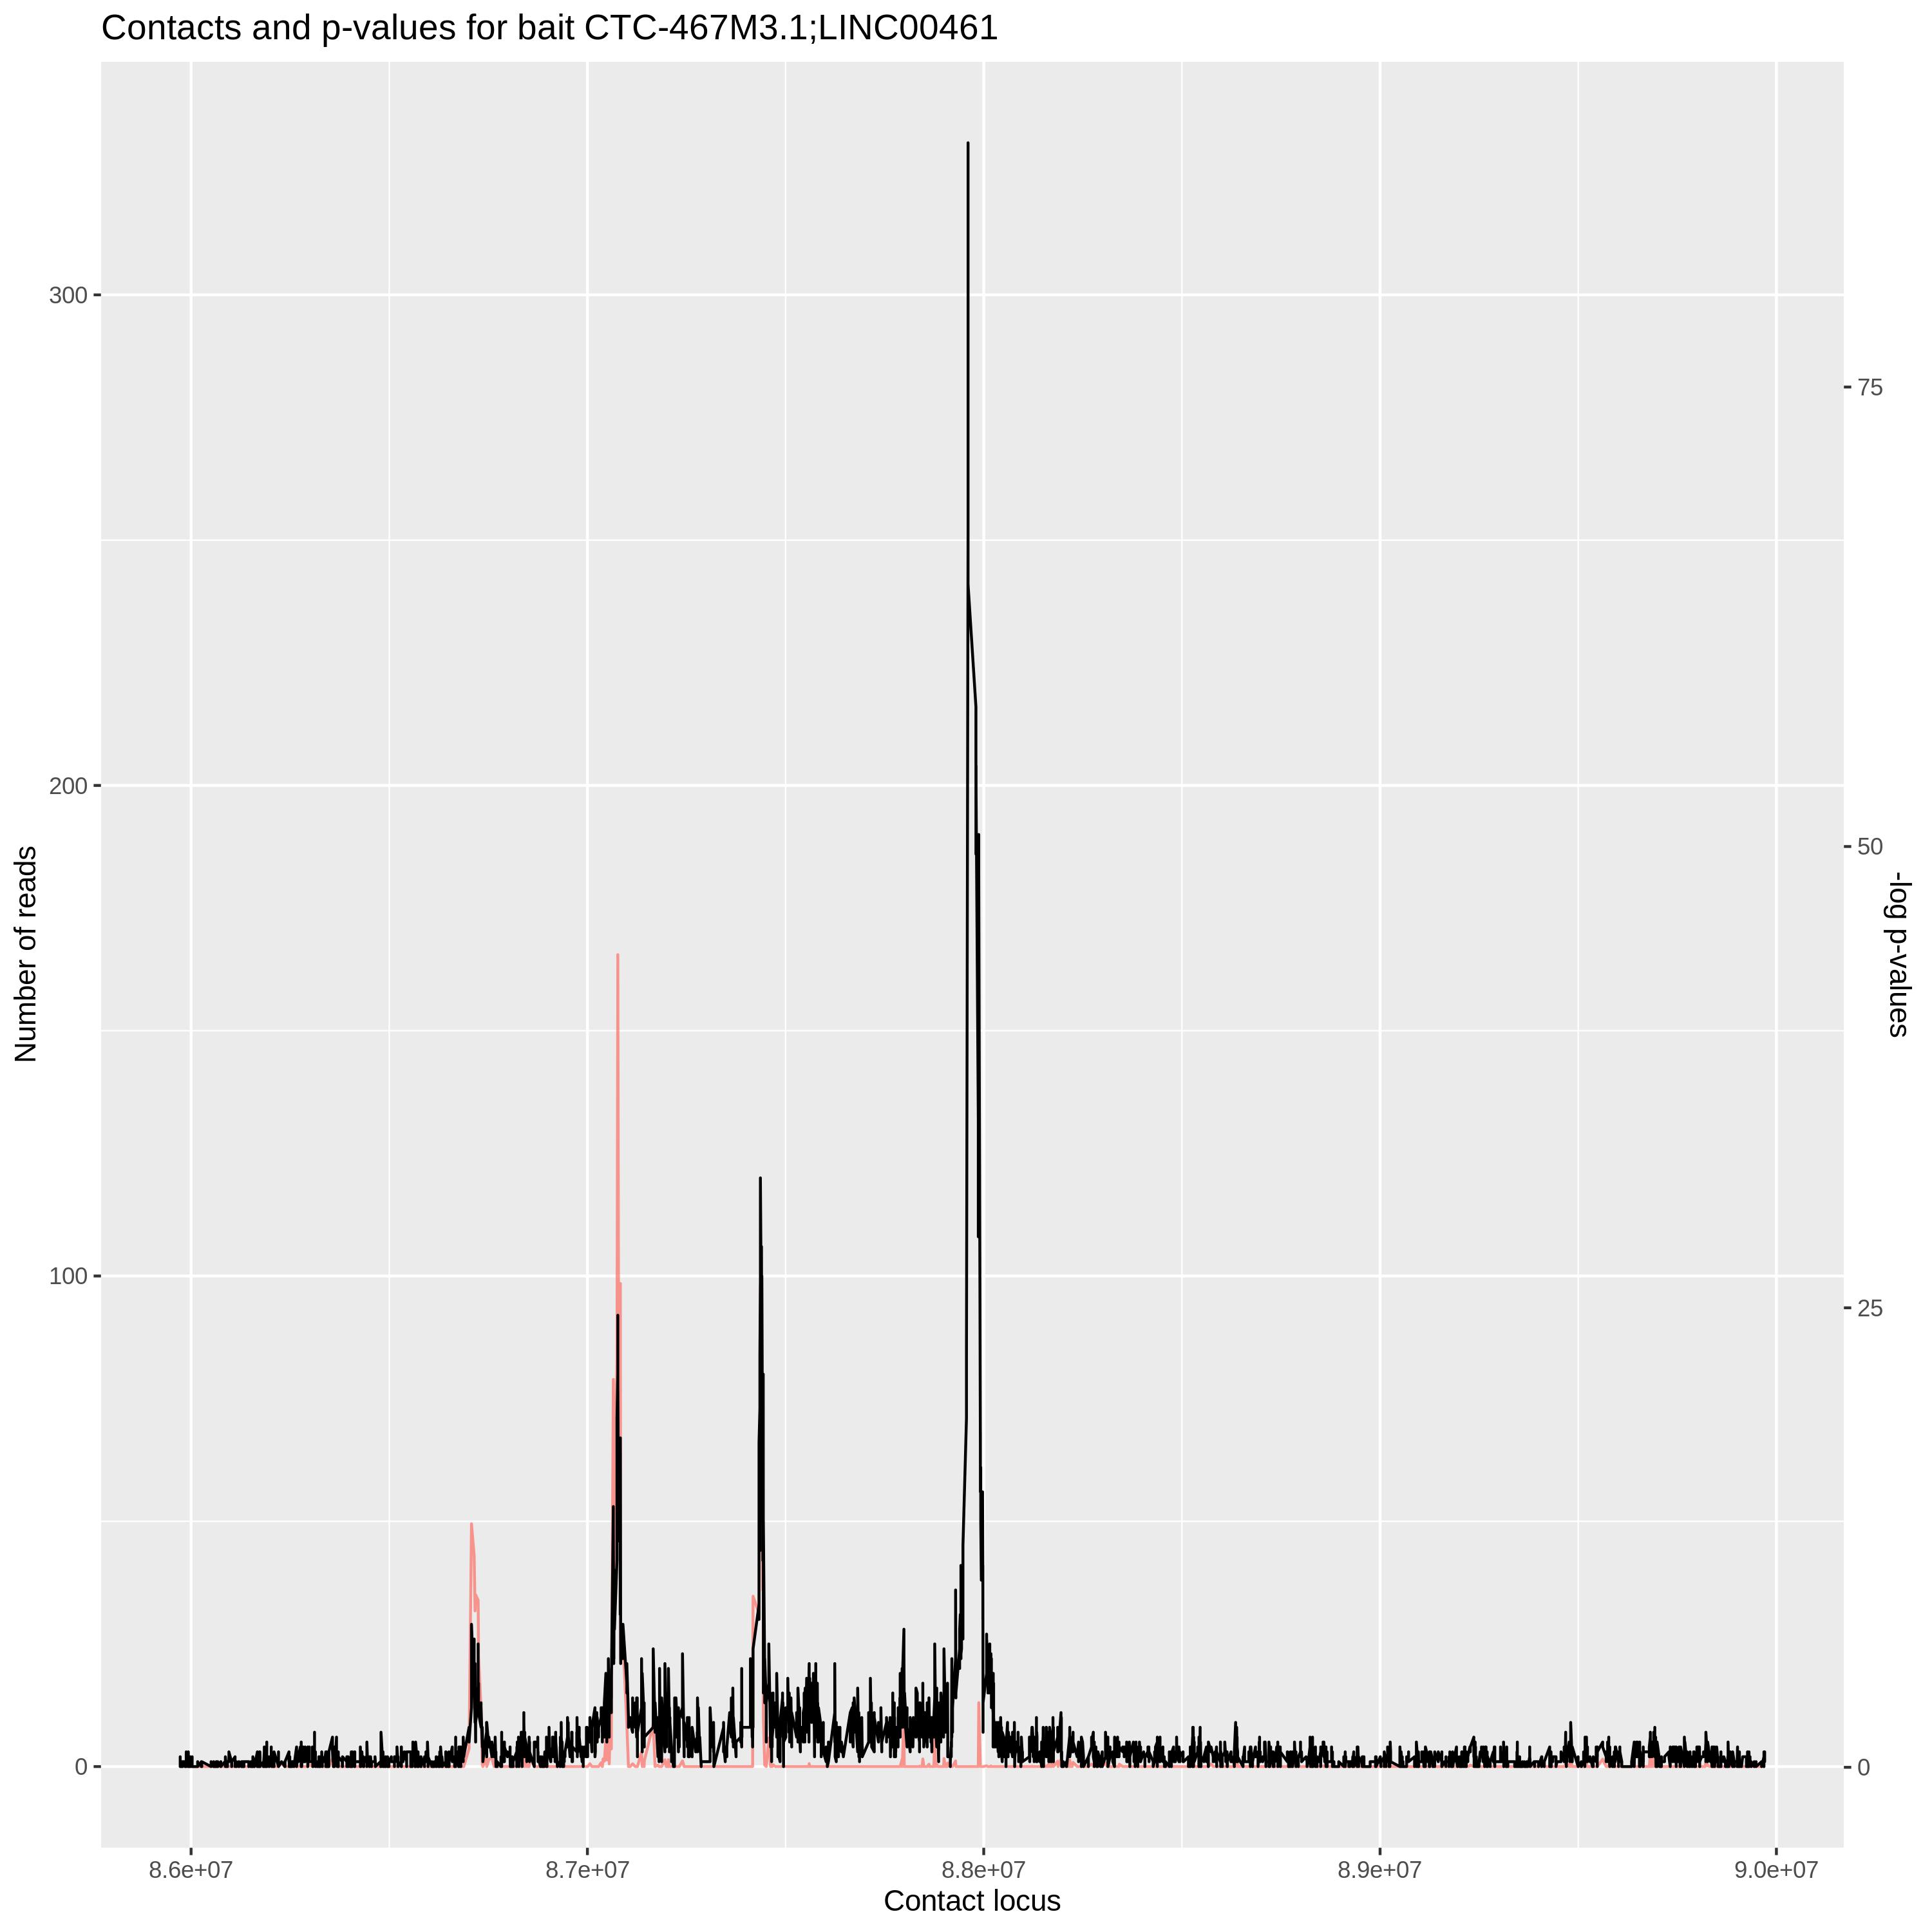 Contacts and p-values for bait CTC-467M3.1;LINC00461
Number of reads
300
200
100
0
75
50
25
0
-log p-values
8.6e+07 8.7e+07 8.8e+07 8.9e+07 9.0e+07
Contact locus